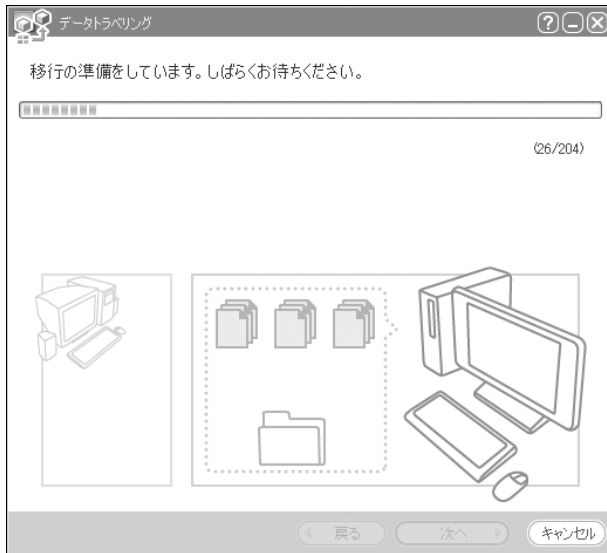 データトラベリング
移行の準備をしています。しばらくお待ちください。
(26/204)
戻る
次へ
キャンセル